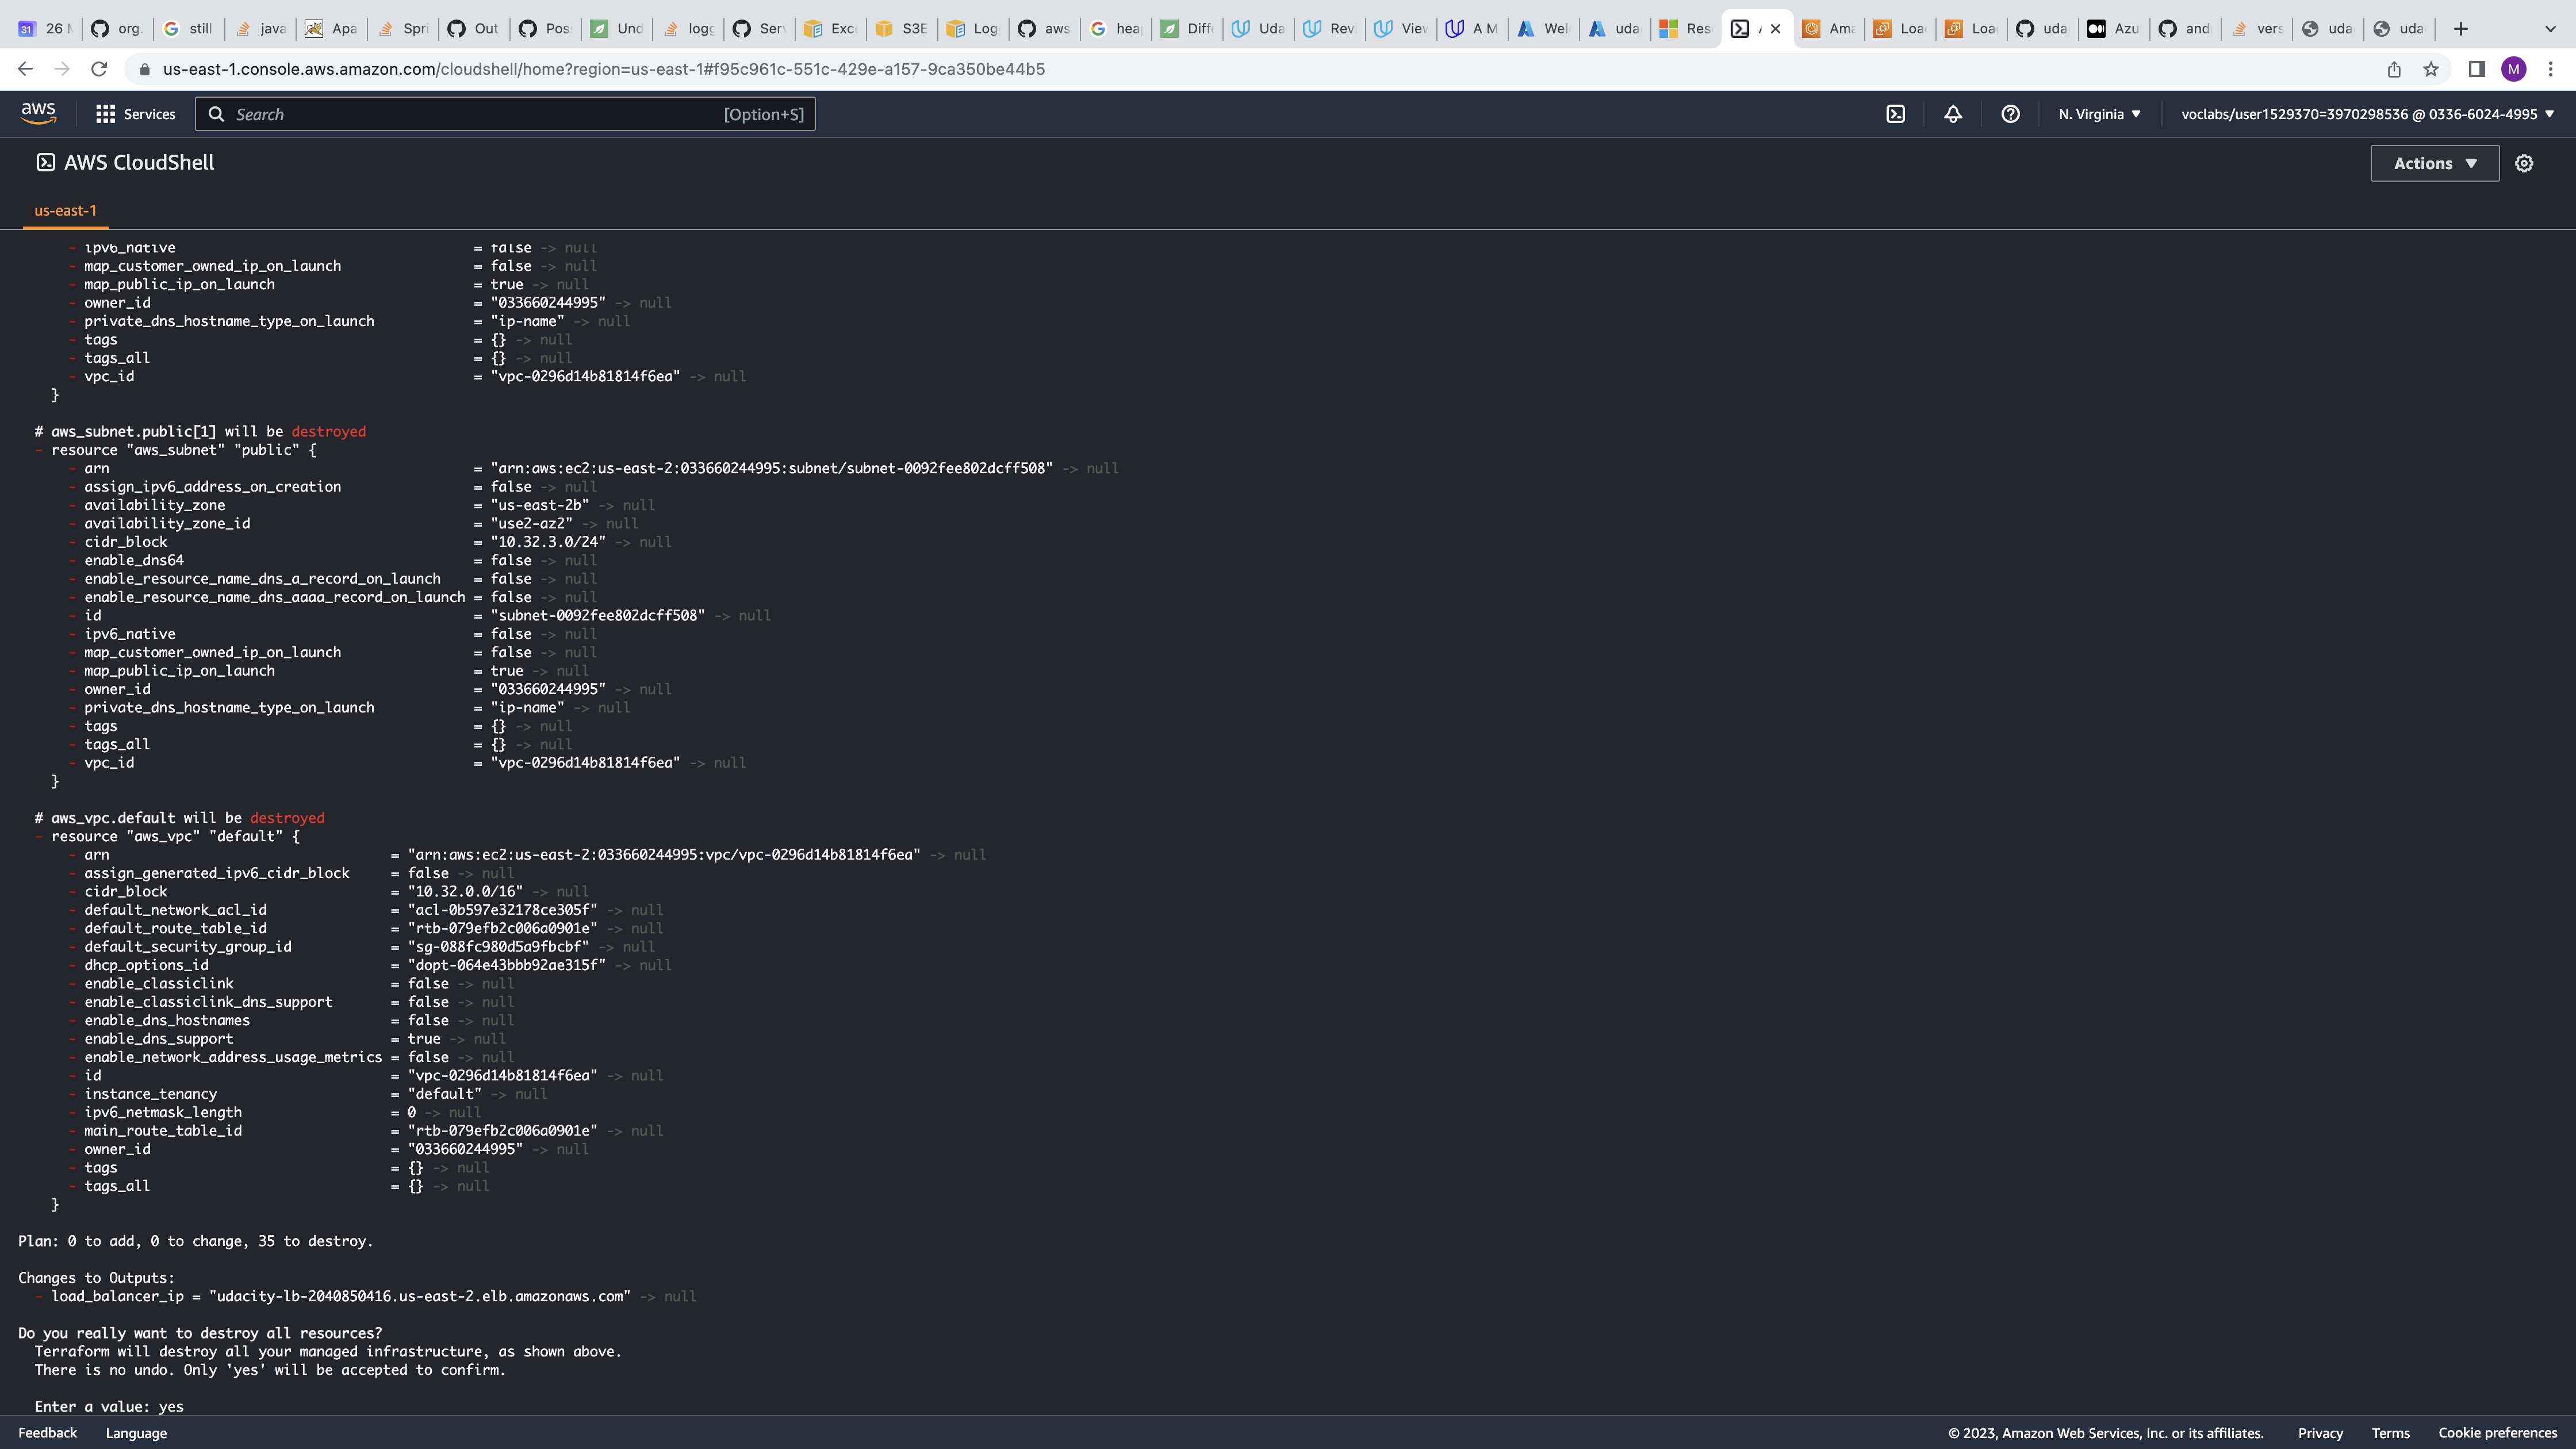 31 26 M org. still java Apa Spri Out Pos Und logg Ser Exc S3E Log aws hea Diff Uda Rev View A M Wel uda Res Ama Loa Loa uda Azu and vers uda uda
us-east-1.console.aws.amazon.com/cloudshell/home?region=us-east-1#f95c961c-551c-429e-a157-9ca350be44b5 M
aws Services Search [Option+S] N. Virginia voclabs/user1529370=3970298536 @ 0336-6024-4995
AWS CloudShell Actions
us-east-1
- ipv6_native = false -> null
- map_customer_owned_ip_on_launch = false -> null
- map_public_ip_on_launch = true -> null
- owner_id = "033660244995" -> null
- private_dns_hostname_type_on_launch = "ip-name" -> null
- tags = {} -> null
- tags_all = {} -> null
- vpc_id = "vpc-0296d14b81814f6ea" -> null
}
# aws_subnet.public[1] will be destroyed
- resource "aws_subnet" "public" {
- arn = "arn:aws:ec2:us-east-2:033660244995:subnet/subnet-0092fee802dcff508" -> null
- assign_ipv6_address_on_creation = false -> null
- availability_zone = "us-east-2b" -> null
- availability_zone_id = "use2-az2" -> null
- cidr_block = "10.32.3.0/24" -> null
- enable_dns64 = false -> null
- enable_resource_name_dns_a_record_on_launch = false -> null
- enable_resource_name_dns_aaaa_record_on_launch = false -> null
- id = "subnet-0092fee802dcff508" -> null
- ipv6_native = false -> null
- map_customer_owned_ip_on_launch = false -> null
- map_public_ip_on_launch = true -> null
- owner_id = "033660244995" -> null
- private_dns_hostname_type_on_launch = "ip-name" -> null
- tags = {} -> null
- tags_all = {} -> null
- vpc_id = "vpc-0296d14b81814f6ea" -> null
}
# aws_vpc.default will be destroyed
- resource "aws_vpc" "default" {
- arn = "arn:aws:ec2:us-east-2:033660244995:vpc/vpc-0296d14b81814f6ea" -> null
- assign_generated_ipv6_cidr_block = false -> null
- cidr_block = "10.32.0.0/16" -> null
- default_network_acl_id = "acl-0b597e32178ce305f" -> null
- default_route_table_id = "rtb-079efb2c006a0901e" -> null
- default_security_group_id = "sg-088fc980d5a9fbcbf" -> null
- dhcp_options_id = "dopt-064e43bbb92ae315f" -> null
- enable_classiclink = false -> null
- enable_classiclink_dns_support = false -> null
- enable_dns_hostnames = false -> null
- enable_dns_support = true -> null
- enable_network_address_usage_metrics = false -> null
- id = "vpc-0296d14b81814f6ea" -> null
- instance_tenancy = "default" -> null
- ipv6_netmask_length = 0 -> null
- main_route_table_id = "rtb-079efb2c006a0901e" -> null
- owner_id = "033660244995" -> null
- tags = {} -> null
- tags_all = {} -> null
}
Plan: 0 to add, 0 to change, 35 to destroy.
Changes to Outputs:
- load_balancer_ip = "udacity-lb-2040850416.us-east-2.elb.amazonaws.com" -> null
Do you really want to destroy all resources?
Terraform will destroy all your managed infrastructure, as shown above.
There is no undo. Only 'yes' will be accepted to confirm.
Enter a value: yes
Feedback Language © 2023, Amazon Web Services, Inc. or its affiliates. Privacy Terms Cookie preferences